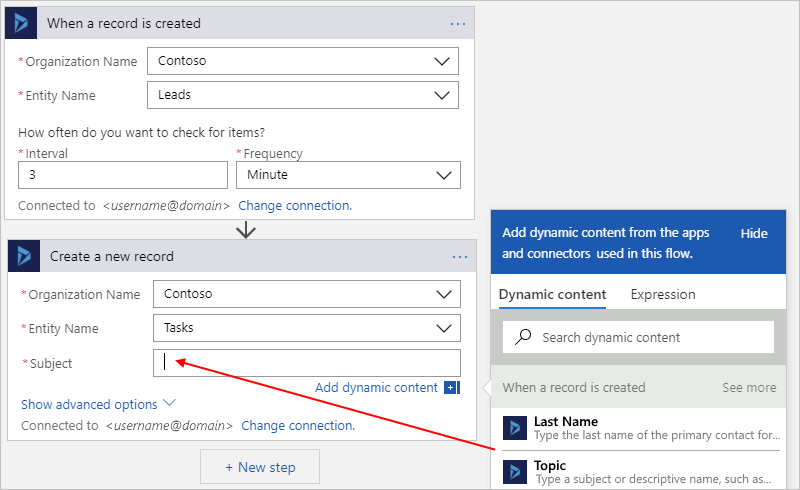 When a record is created
* Organization Name Contoso
* Entity Name Leads
How often do you want to check for items?
* Interval * Frequency
3 Minute
Connected to <username@domain> Change connection.
Create a new record
* Organization Name Contoso
* Entity Name Tasks
* Subject
Add dynamic content
Show advanced options
Connected to <username@domain> Change connection.
+ New step
Add dynamic content from the apps
and connectors used in this flow.
Hide
Dynamic content Expression
Search dynamic content
When a record is created See more
Last Name
Type the last name of the primary contact for...
Topic
Type a subject or descriptive name, such as...